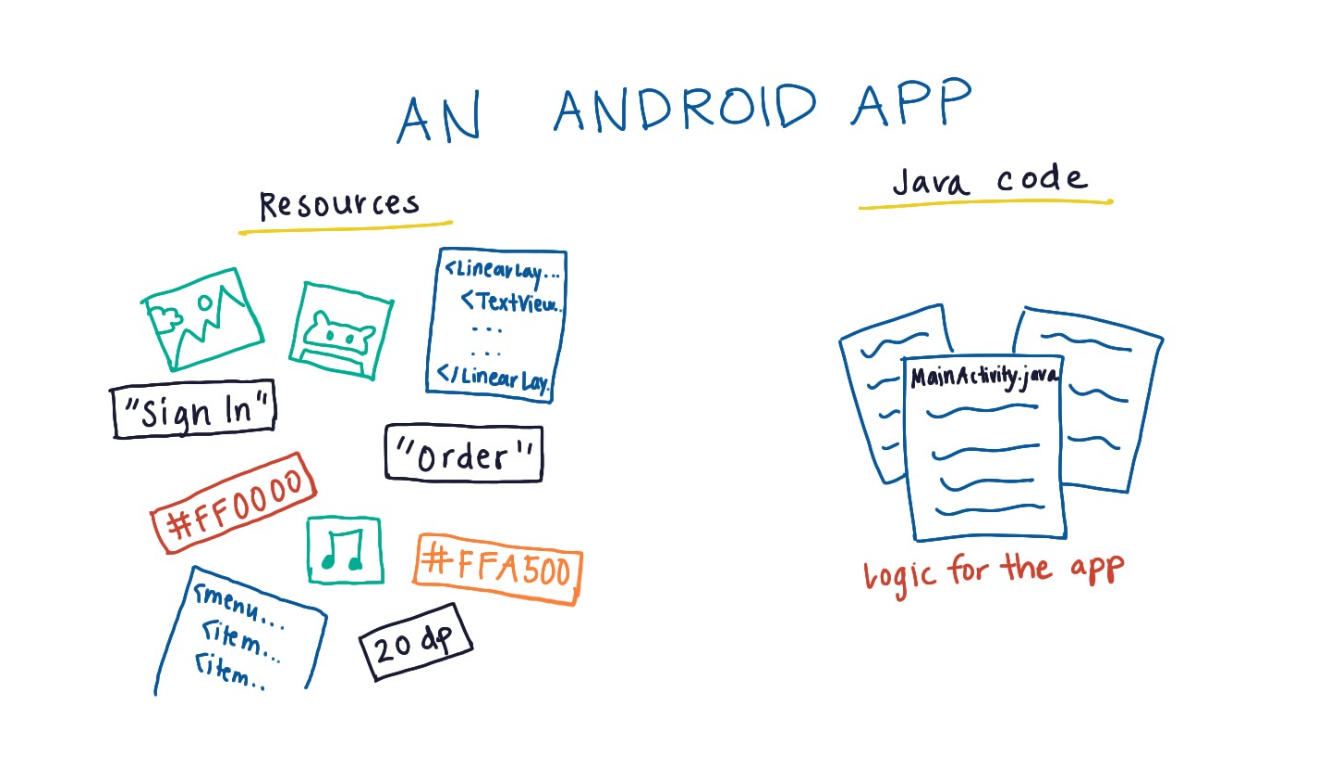 AN ANDROID APP
Resources
<LinearLay...
<TextView..
...
...
</LinearLay.
"Sign In"
"Order"
#FF0000
#FFA500
<menu...
<item...
<item..
20 dp
Java code
MainActivity.java
Logic for the app